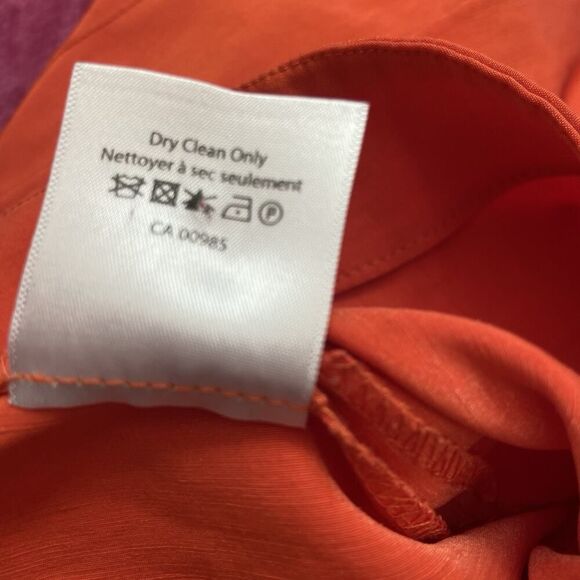 Dry Clean Only
Nettoyer à sec seulement
P
CA 00985